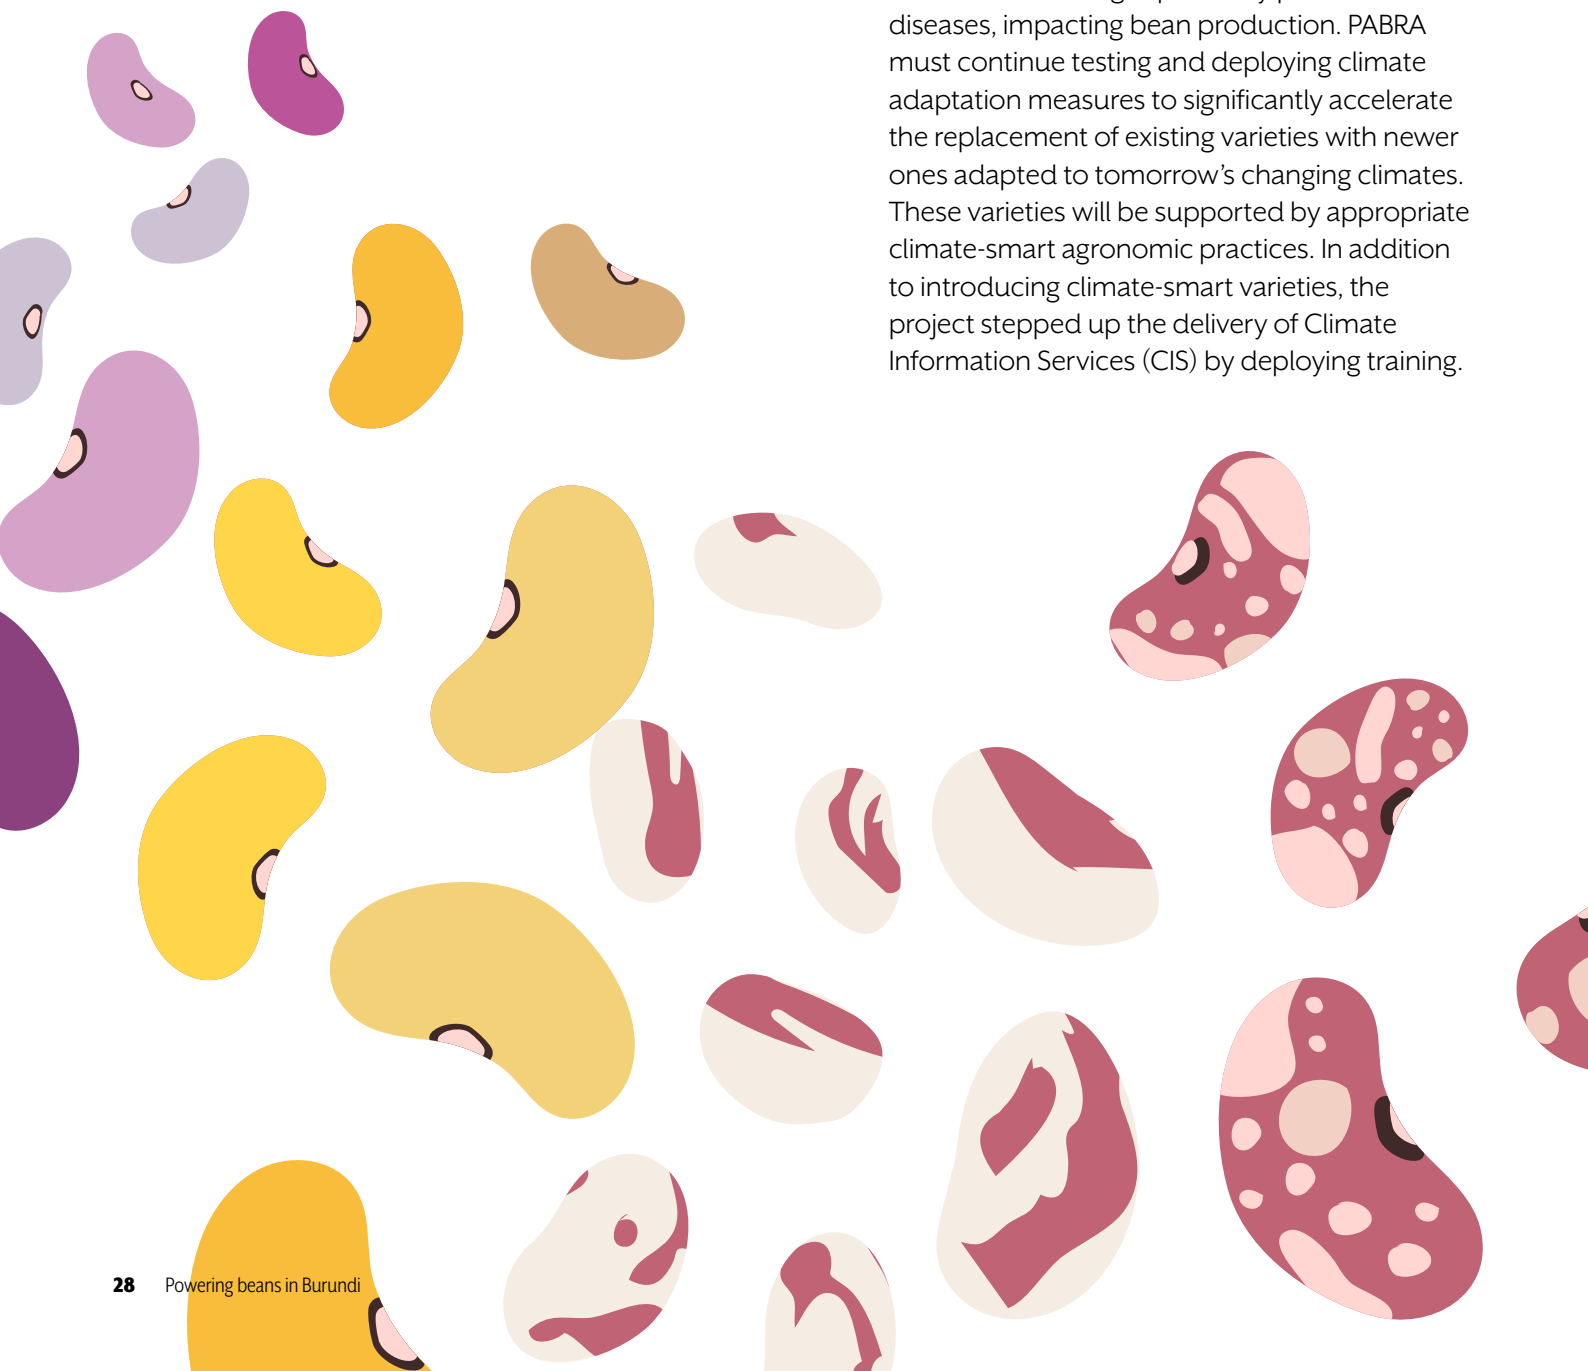 diseases, impacting bean production. PABRA
must continue testing and deploying climate
adaptation measures to significantly accelerate
the replacement of existing varieties with newer
ones adapted to tomorrow’s changing climates.
These varieties will be supported by appropriate
climate-smart agronomic practices. In addition
to introducing climate-smart varieties, the
project stepped up the delivery of Climate
Information Services (CIS) by deploying training.
28 Powering beans in Burundi